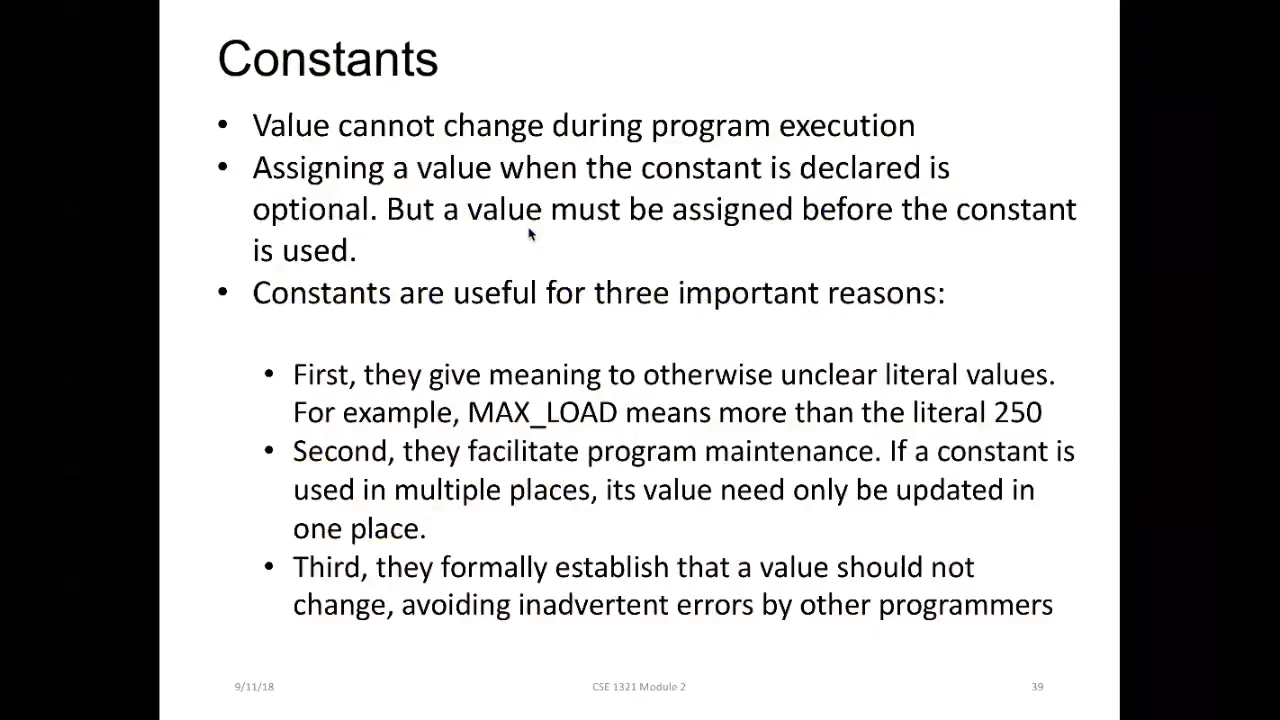 Constants
• Value cannot change during program execution
• Assigning a value when the constant is declared is
optional. But a value must be assigned before the constant
is used.
• Constants are useful for three important reasons:
• First, they give meaning to otherwise unclear literal values.
For example, MAX_LOAD means more than the literal 250
• Second, they facilitate program maintenance. If a constant is
used in multiple places, its value need only be updated in
one place.
• Third, they formally establish that a value should not
change, avoiding inadvertent errors by other programmers
9/11/18
CSE 1321 Module 2
39